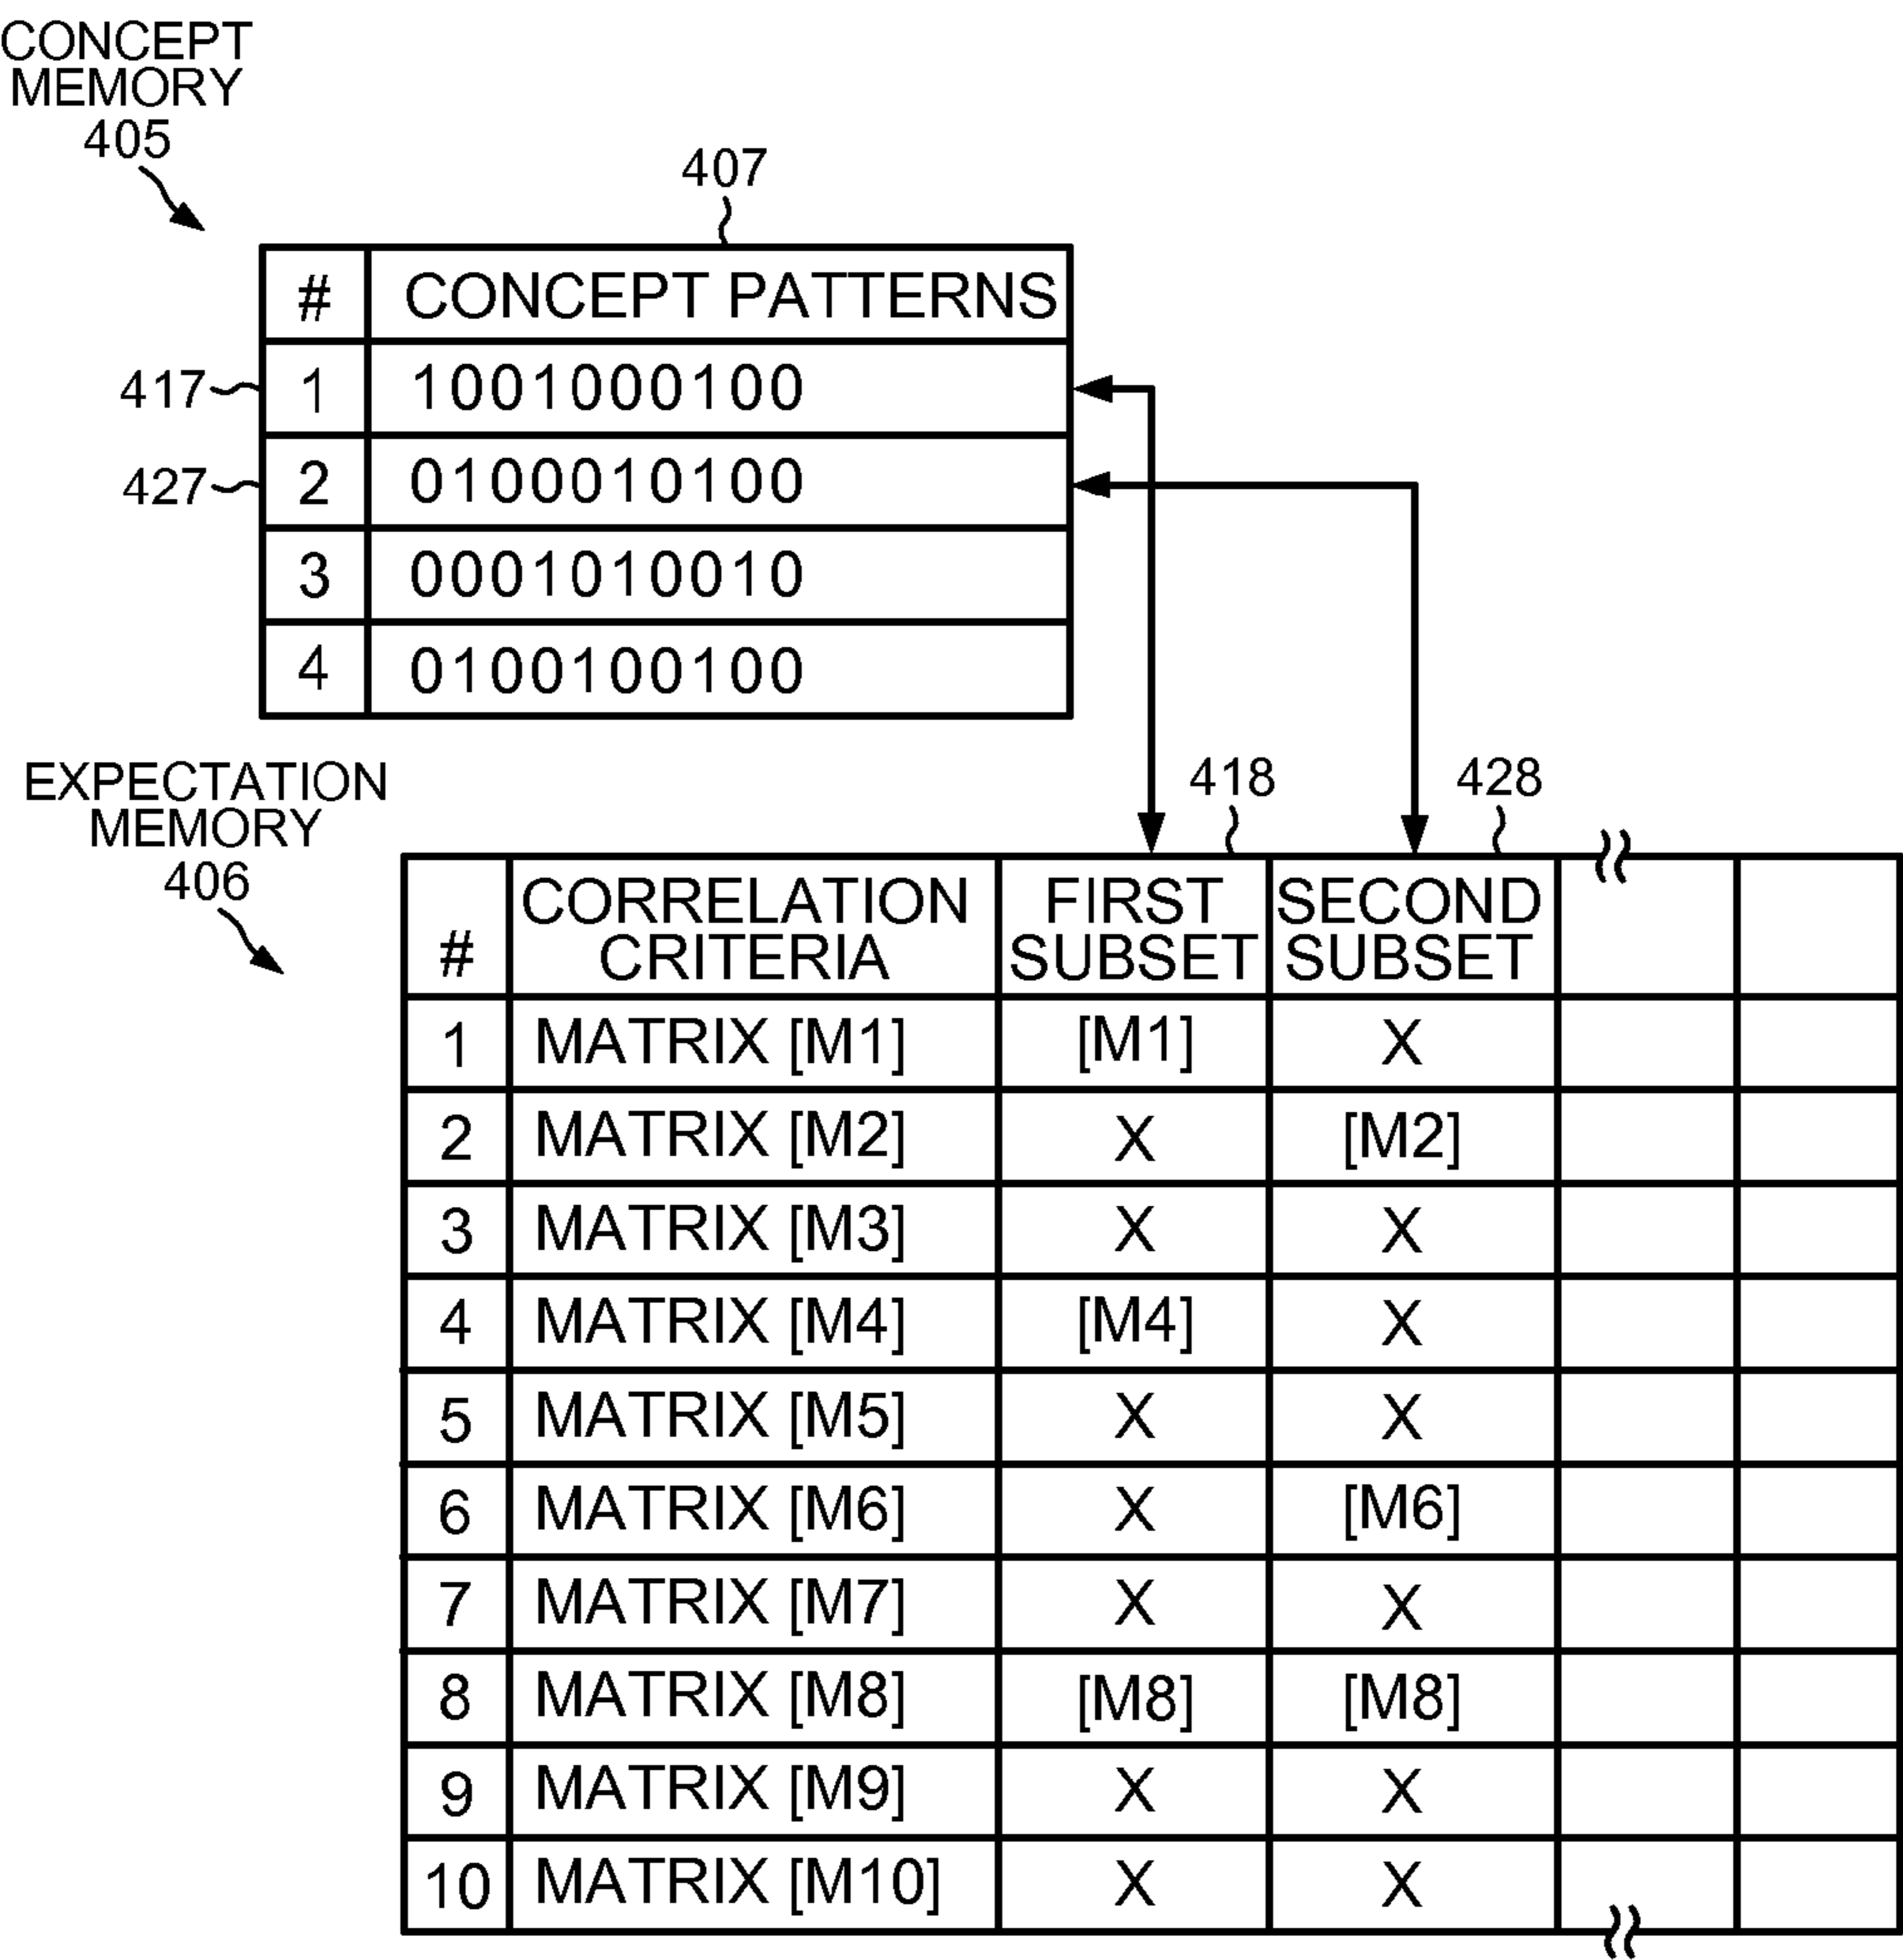 CONCEPT
MEMORY
405
407
# CONCEPT PATTERNS
417 1 1001000100
427 2 0100010100
3 0001010010
4 0100100100
EXPECTATION
MEMORY
406
418 428
# CORRELATION CRITERIA FIRST SUBSET SECOND SUBSET
1 MATRIX [M1] [M1] X
2 MATRIX [M2] X [M2]
3 MATRIX [M3] X X
4 MATRIX [M4] [M4] X
5 MATRIX [M5] X X
6 MATRIX [M6] X [M6]
7 MATRIX [M7] X X
8 MATRIX [M8] [M8] [M8]
9 MATRIX [M9] X X
10 MATRIX [M10] X X